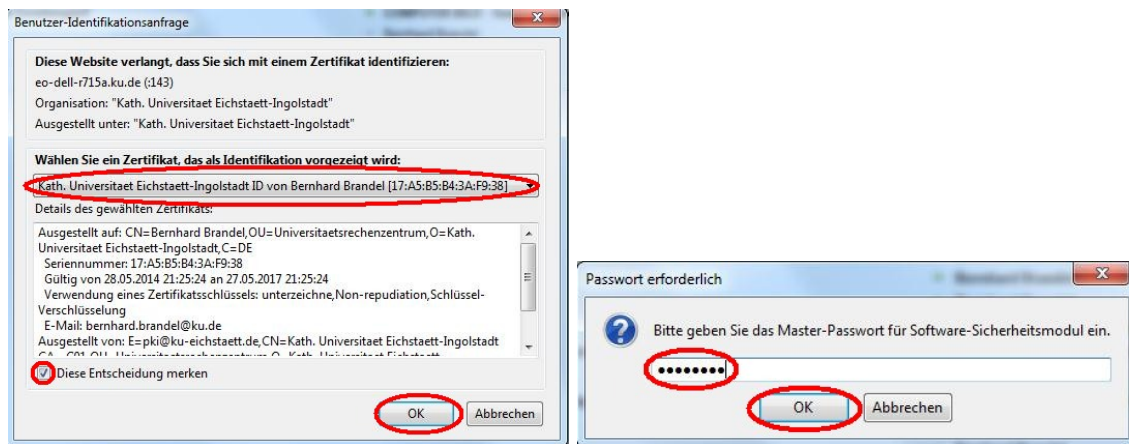 Benutzer-Identifikationsanfrage
Diese Website verlangt, dass Sie sich mit einem Zertifikat identifizieren:
eo-dell-r715a.ku.de (:143)
Organisation: "Kath. Universitaet Eichstaett-Ingolstadt"
Ausgestellt unter: "Kath. Universitaet Eichstaett-Ingolstadt"
Wählen Sie ein Zertifikat, das als Identifikation vorgezeigt wird:
Kath. Universitaet Eichstaett-Ingolstadt ID von Bernhard Brandel [17:A5:B5:B4:3A:F9:38]
Details des gewählten Zertifikats:
Ausgestellt auf: CN=Bernhard Brandel,OU=Universitaetsrechenzentrum,O=Kath.
Universitaet Eichstaett-Ingolstadt,C=DE
Seriennummer: 17:A5:B5:B4:3A:F9:38
Gültig von 28.05.2014 21:25:24 an 27.05.2017 21:25:24
Verwendung eines Zertifikatsschlüssels: unterzeichne,Non-repudiation,Schlüssel-
Verschlüsselung
E-Mail: bernhard.brandel@ku.de
Ausgestellt von: E=pki@ku-eichstaett.de,CN=Kath. Universitaet Eichstaett-Ingolstadt
Diese Entscheidung merken
OK
Abbrechen
Passwort erforderlich
Bitte geben Sie das Master-Passwort für Software-Sicherheitsmodul ein.
••••••••
OK
Abbrechen